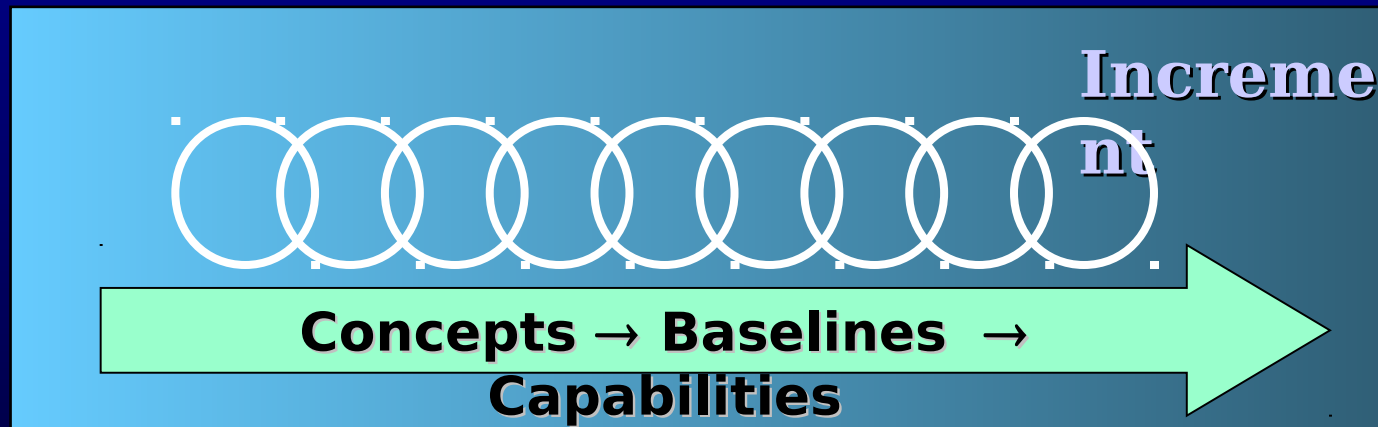 Increme
nt
Concepts → Baselines →
Capabilities